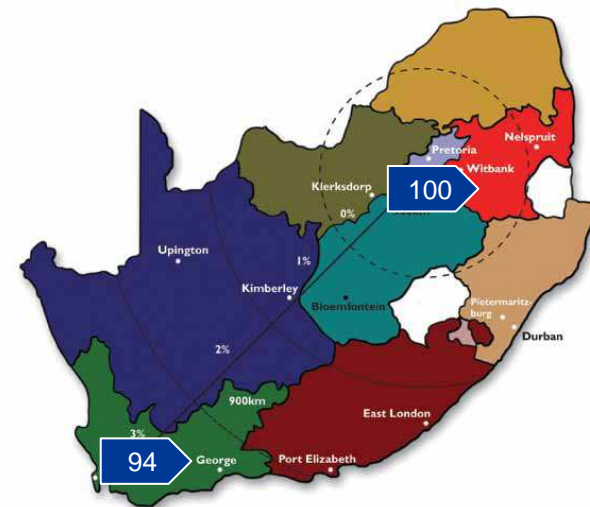 Nelspruit
Pretoria
Witbank
Klerksdorp
100
0%
Upington
1%
Kimberley
Bloemfontein
Pietermaritz-
burg
Durban
2%
900km
East London
3%
94
George
Port Elizabeth